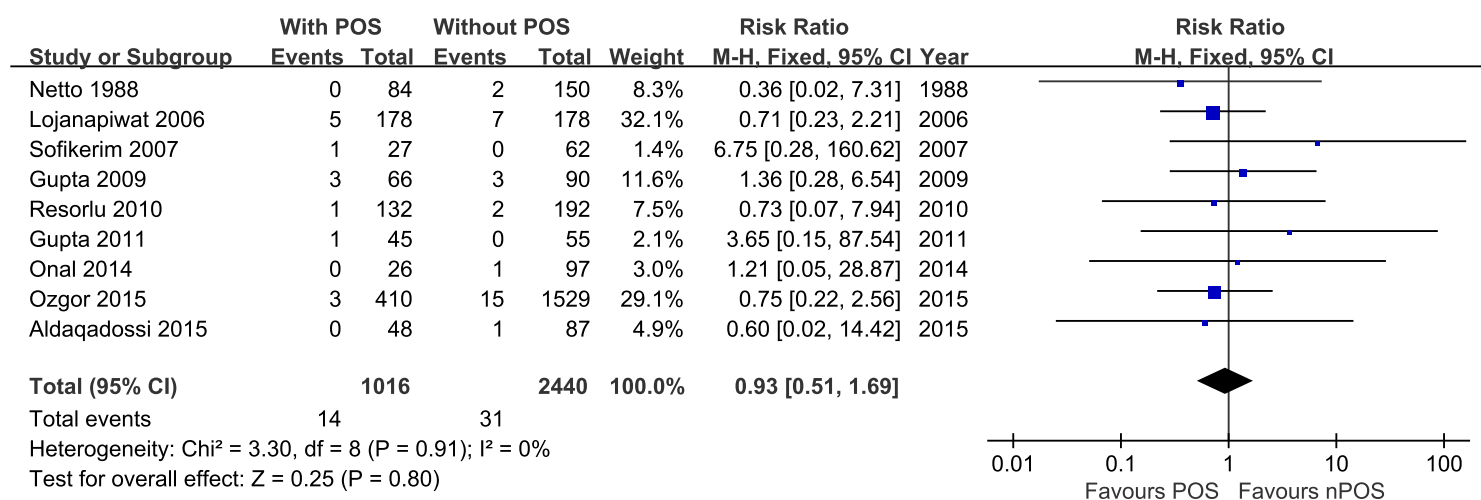 With POS Without POS Risk Ratio Risk Ratio
Study or Subgroup Events Total Events Total Weight M-H, Fixed, 95% CI Year M-H, Fixed, 95% CI
Netto 1988 0 84 2 150 8.3% 0.36 [0.02, 7.31] 1988
Lojanapiwat 2006 5 178 7 178 32.1% 0.71 [0.23, 2.21] 2006
Sofikerim 2007 1 27 0 62 1.4% 6.75 [0.28, 160.62] 2007
Gupta 2009 3 66 3 90 11.6% 1.36 [0.28, 6.54] 2009
Resorlu 2010 1 132 2 192 7.5% 0.73 [0.07, 7.94] 2010
Gupta 2011 1 45 0 55 2.1% 3.65 [0.15, 87.54] 2011
Onal 2014 0 26 1 97 3.0% 1.21 [0.05, 28.87] 2014
Ozgor 2015 3 410 15 1529 29.1% 0.75 [0.22, 2.56] 2015
Aldaqadossi 2015 0 48 1 87 4.9% 0.60 [0.02, 14.42] 2015
Total (95% CI) 1016 2440 100.0% 0.93 [0.51, 1.69]
Total events 14 31
Heterogeneity: Chi² = 3.30, df = 8 (P = 0.91); I² = 0%
Test for overall effect: Z = 0.25 (P = 0.80)
0.01 0.1 1 10 100
Favours POS Favours nPOS